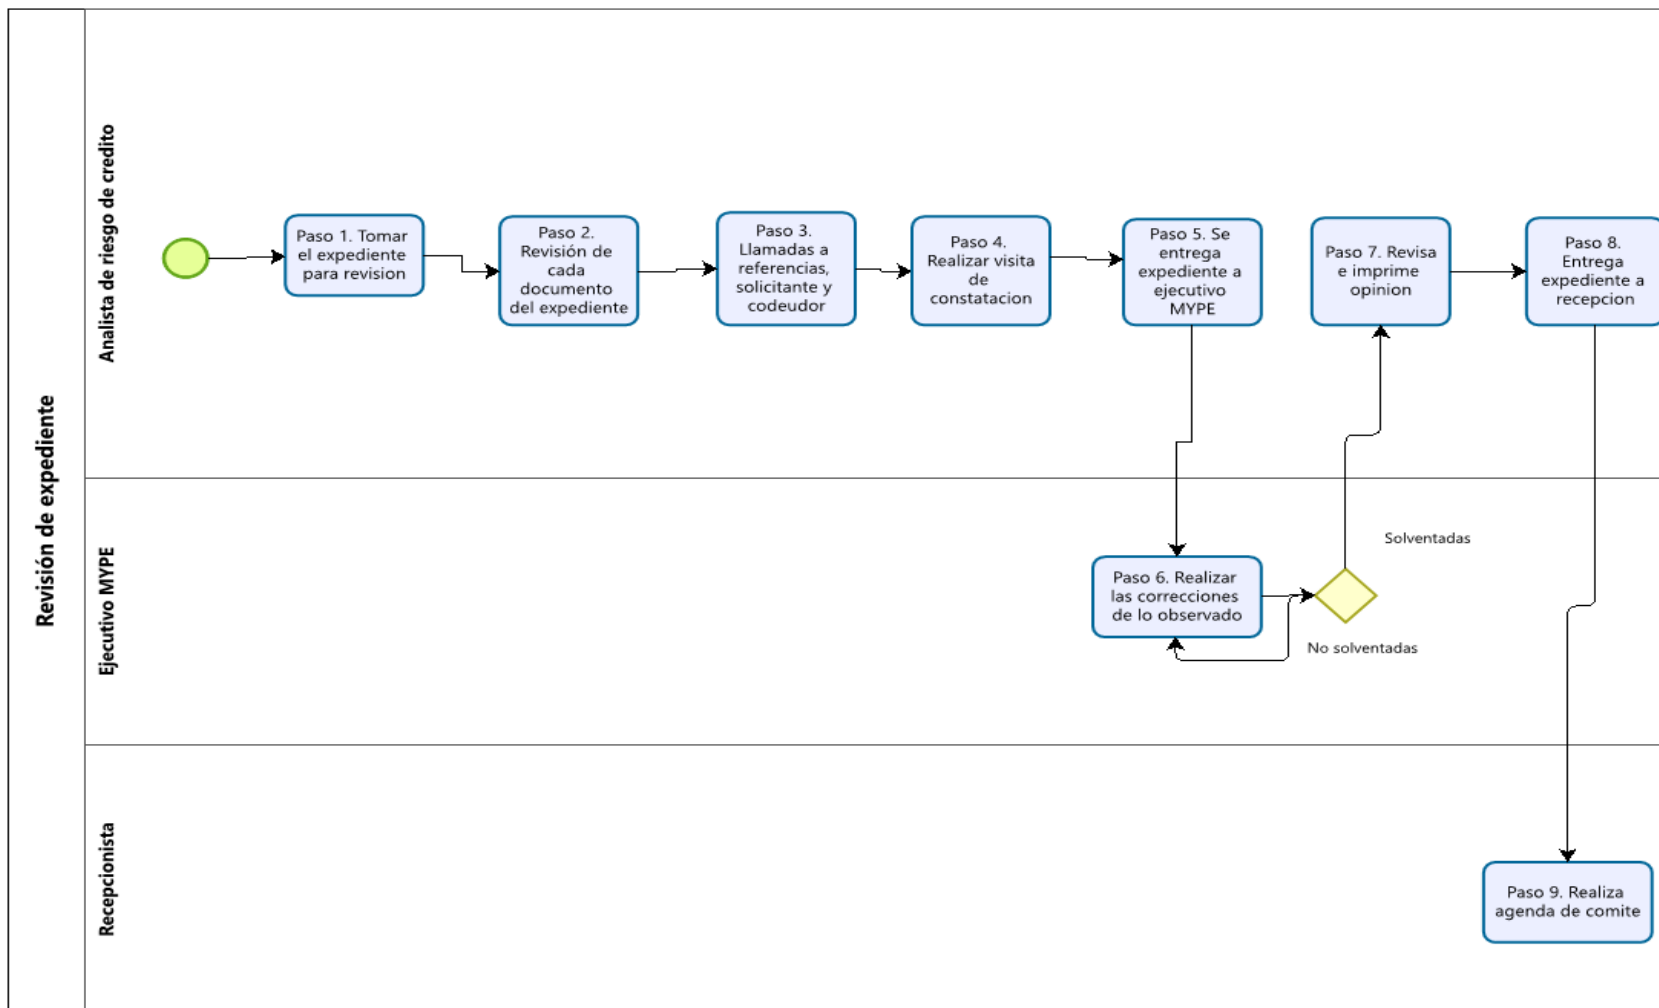 Revisión de expediente
Analista de riesgo de credito
Paso 1. Tomar
el expediente
para revision
Paso 2.
Revisión de
cada
documento
del expediente
Paso 3.
Llamadas a
referencias,
solicitante y
codeudor
Paso 4.
Realizar visita
de
constatacion
Paso 5. Se
entrega
expediente a
ejecutivo
MYPE
Paso 7. Revisa
e imprime
opinion
Paso 8.
Entrega
expediente a
recepcion
Ejecutivo MYPE
Paso 6. Realizar
las correcciones
de lo observado
Solventadas
No solventadas
Recepcionista
Paso 9. Realiza
agenda de comite